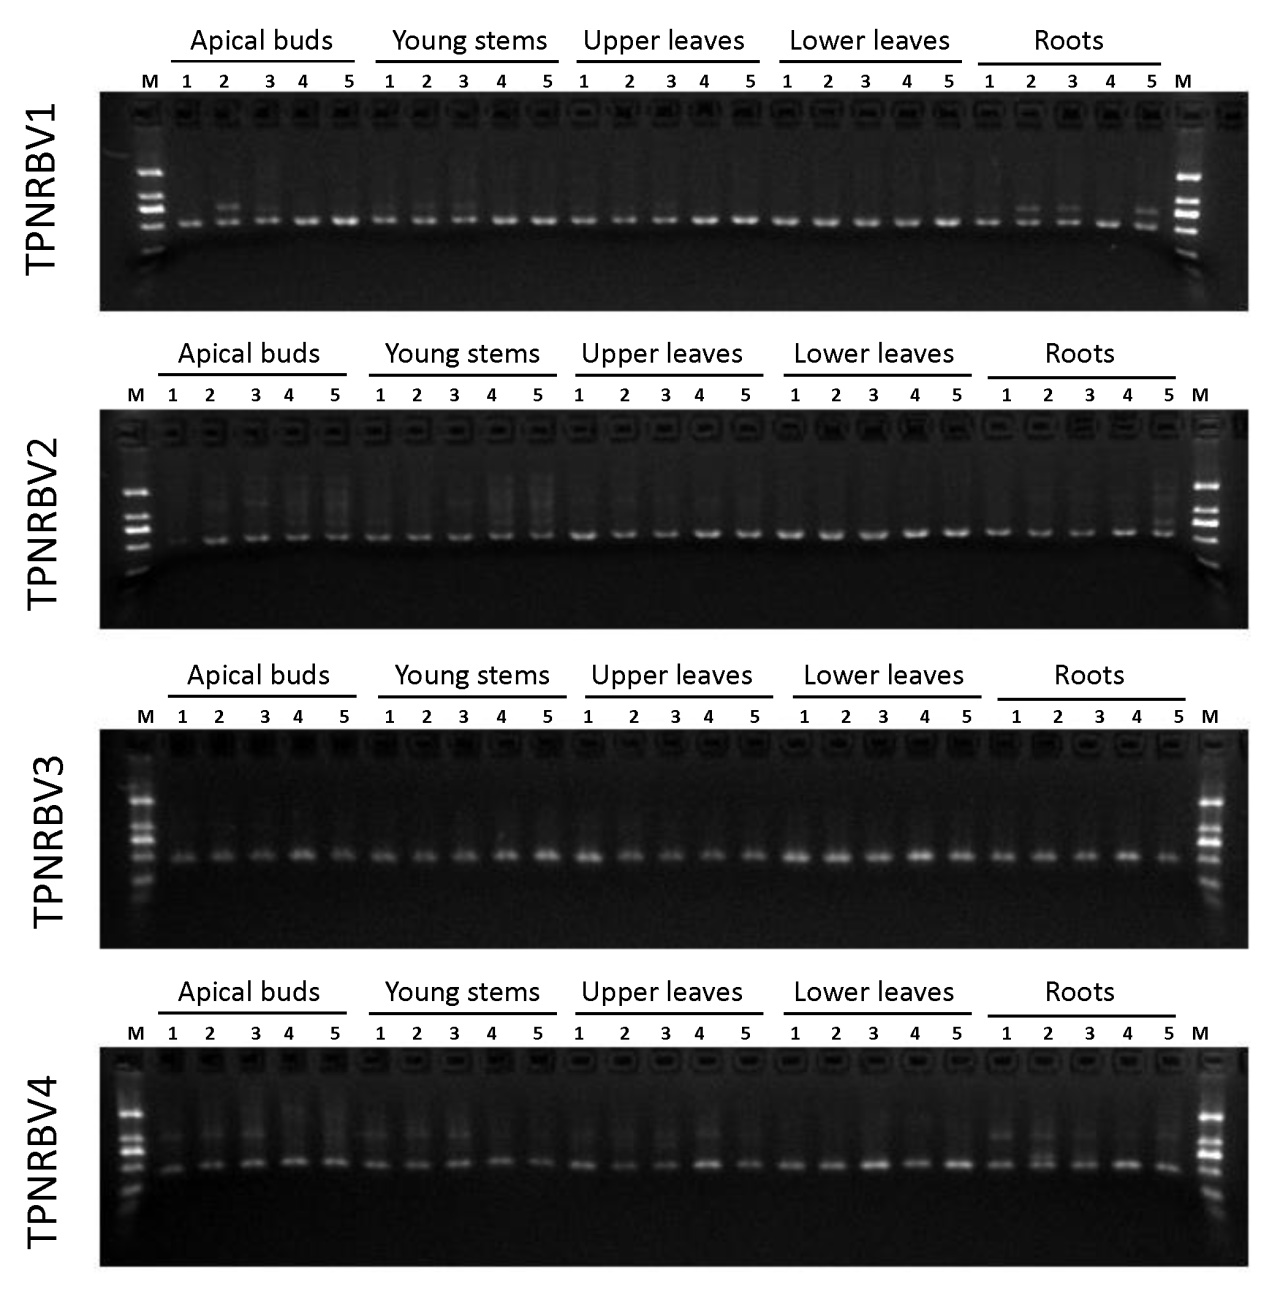 Apical buds Young stems Upper leaves Lower leaves Roots
M 1 2 3 4 5 1 2 3 4 5 1 2 3 4 5 1 2 3 4 5 1 2 3 4 5 M
TPNRBV1
Apical buds Young stems Upper leaves Lower leaves Roots
M 1 2 3 4 5 1 2 3 4 5 1 2 3 4 5 1 2 3 4 5 1 2 3 4 5 M
TPNRBV2
Apical buds Young stems Upper leaves Lower leaves Roots
M 1 2 3 4 5 1 2 3 4 5 1 2 3 4 5 1 2 3 4 5 1 2 3 4 5 M
TPNRBV3
Apical buds Young stems Upper leaves Lower leaves Roots
M 1 2 3 4 5 1 2 3 4 5 1 2 3 4 5 1 2 3 4 5 1 2 3 4 5 M
TPNRBV4